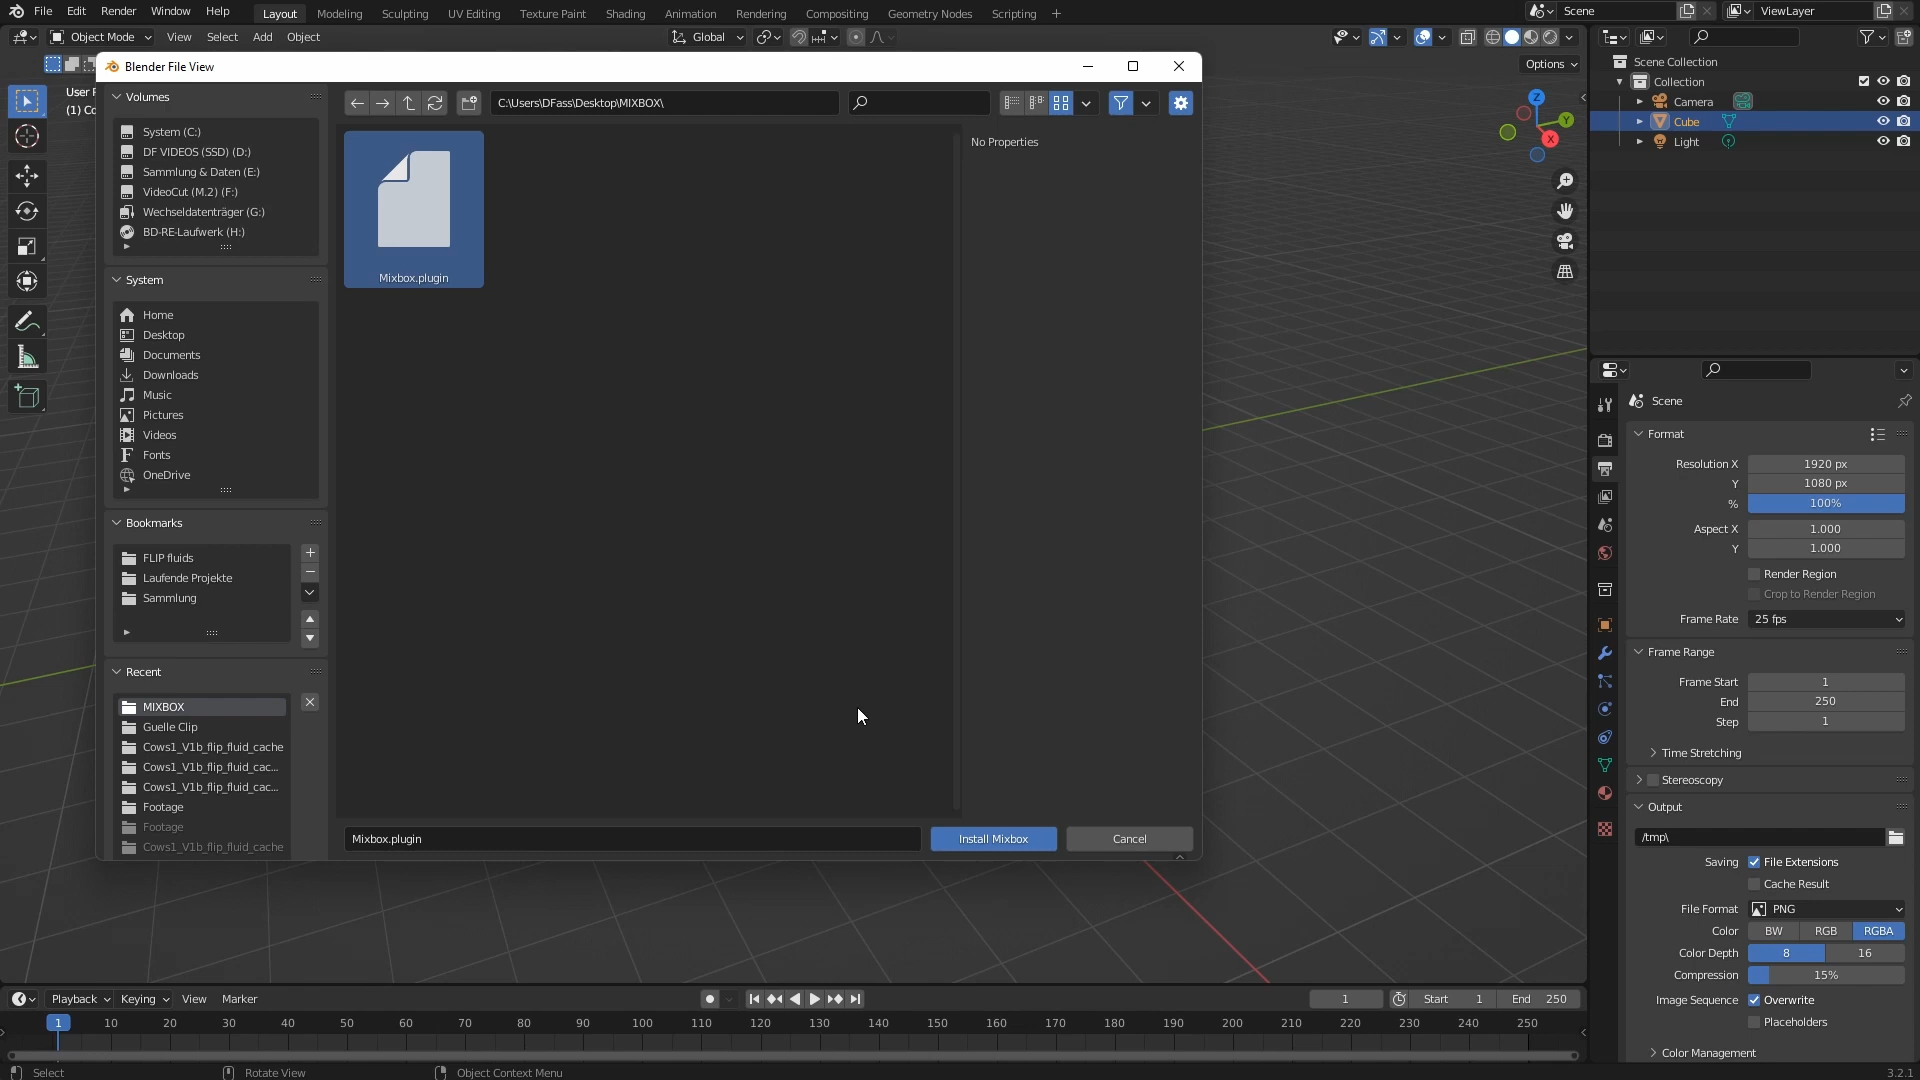 File Edit Render Window Help Layout Modeling Sculpting UV Editing Texture Paint Shading Animation Rendering Compositing Geometry Nodes Scripting + Scene ViewLayer
Object Mode View Select Add Object Global
Options
Blender File View
User
(1) Co
Volumes
System (C:)
DF VIDEOS (SSD) (D:)
Sammlung & Daten (E:)
VideoCut (M.2) (F:)
Wechseldatenträger (G:)
BD-RE-Laufwerk (H:)
System
Home
Desktop
Documents
Downloads
Music
Pictures
Videos
Fonts
OneDrive
Bookmarks
FLIP fluids
Laufende Projekte
Sammlung
Recent
MIXBOX
Guelle Clip
Cows1_V1b_flip_fluid_cache
Cows1_V1b_flip_fluid_cac...
Cows1_V1b_flip_fluid_cac...
Footage
Footage
Cows1_V1b_flip_fluid_cache
C:\Users\DFass\Desktop\MIXBOX\
Mixbox.plugin
No Properties
Mixbox.plugin
Install Mixbox
Cancel
Z
Y
X
Scene Collection
Collection
Camera
Cube
Light
Scene
Format
Resolution X 1920 px
Y 1080 px
% 100%
Aspect X 1.000
Y 1.000
Render Region
Crop to Render Region
Frame Rate 25 fps
Frame Range
Frame Start 1
End 250
Step 1
Time Stretching
Stereoscopy
Output
/tmp\
Saving File Extensions
Cache Result
File Format PNG
Color BW RGB RGBA
Color Depth 8 16
Compression 15%
Image Sequence Overwrite
Placeholders
Color Management
Playback Keying View Marker 1 Start 1 End 250
1 10 20 30 40 50 60 70 80 90 100 110 120 130 140 150 160 170 180 190 200 210 220 230 240 250
Select Rotate View Object Context Menu 3.2.1